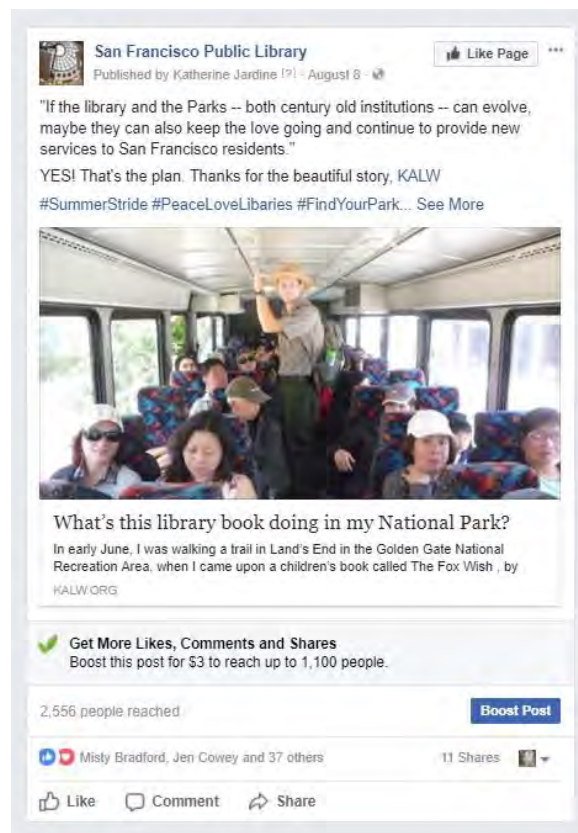 San Francisco Public Library
Like Page
Published by Katherine Jardine [?] · August 8 ·
"If the library and the Parks -- both century old institutions -- can evolve,
maybe they can also keep the love going and continue to provide new
services to San Francisco residents."
YES! That's the plan. Thanks for the beautiful story, KALW
#SummerStride #PeaceLoveLibaries #FindYourPark... See More
What's this library book doing in my National Park?
In early June, I was walking a trail in Land's End in the Golden Gate National
Recreation Area, when I came upon a children's book called The Fox Wish , by
KALW.ORG
Get More Likes, Comments and Shares
Boost this post for $3 to reach up to 1,100 people.
2,556 people reached
Boost Post
Misty Bradford, Jen Cowey and 37 others
11 Shares
Like Comment Share